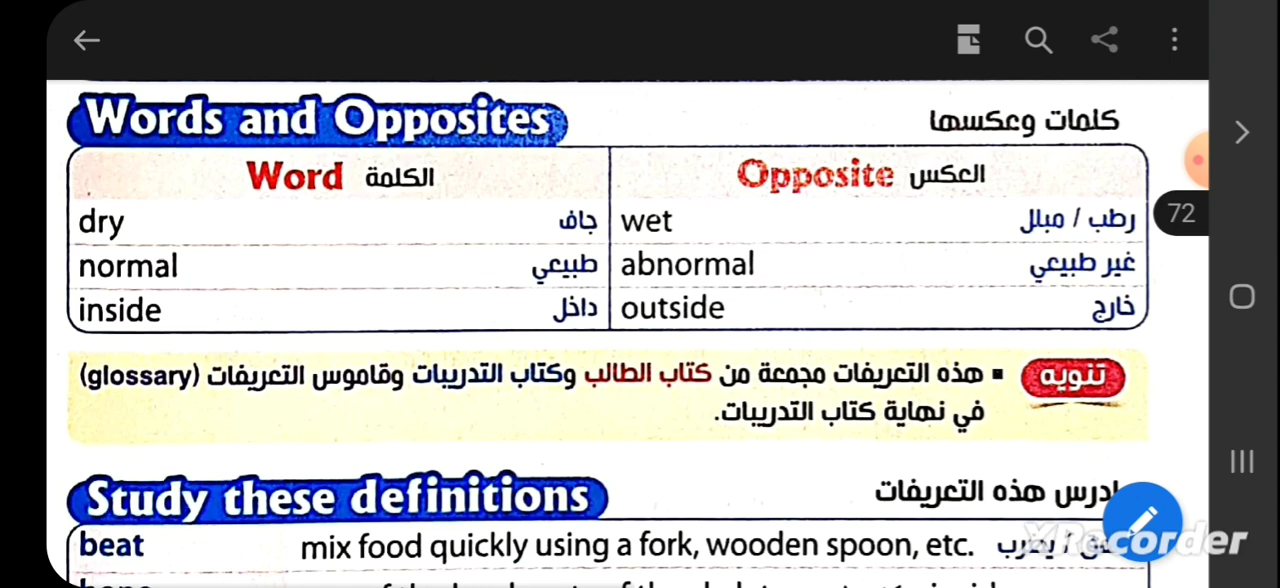 Words and Opposites كلمات وعكسها
Word الكلمة Opposite العكس
dry جاف wet رطب / مبلل
72
normal طبيعي abnormal غير طبيعي
inside داخل outside خارج
تنويه ▪ هذه التعريفات مجمعة من كتاب الطالب وكتاب التدريبات وقاموس التعريفات (glossary)
في نهاية كتاب التدريبات.
Study these definitions ادرس هذه التعريفات
beat mix food quickly using a fork, wooden spoon, etc. يضرب
XRecorder